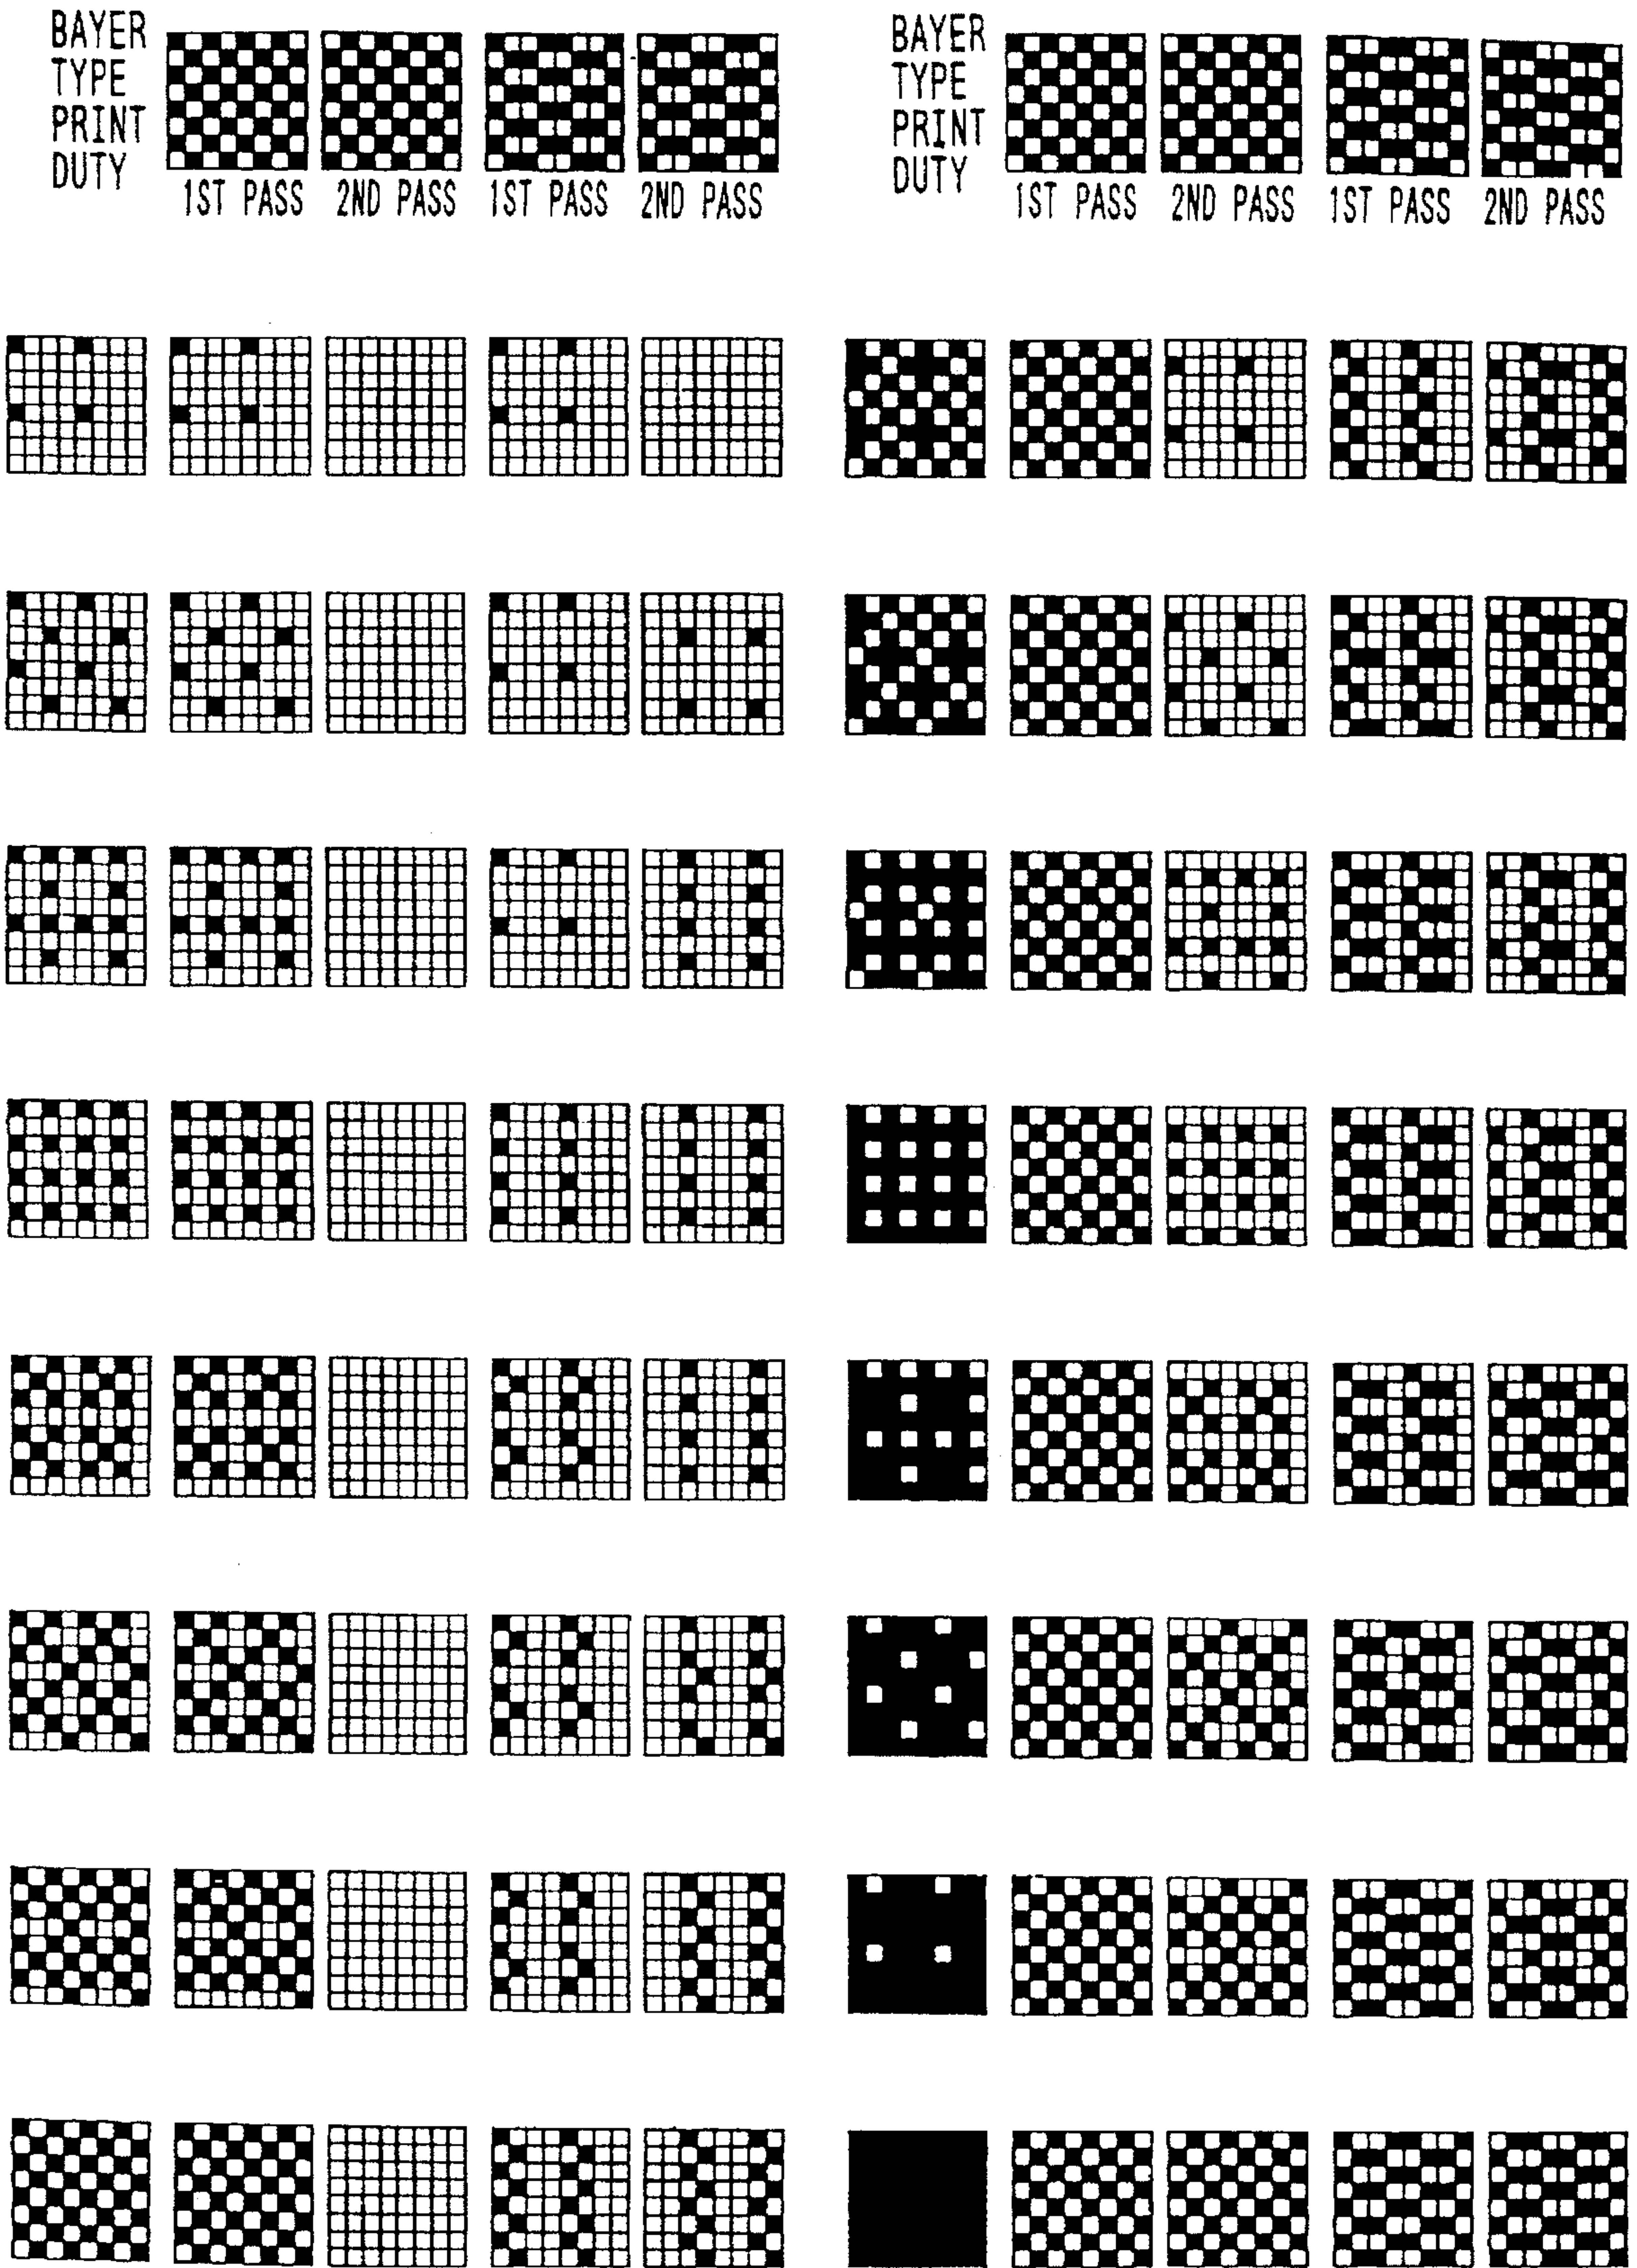 BAYER
TYPE
PRINT
DUTY
1ST PASS 2ND PASS 1ST PASS 2ND PASS
BAYER
TYPE
PRINT
DUTY
1ST PASS 2ND PASS 1ST PASS 2ND PASS